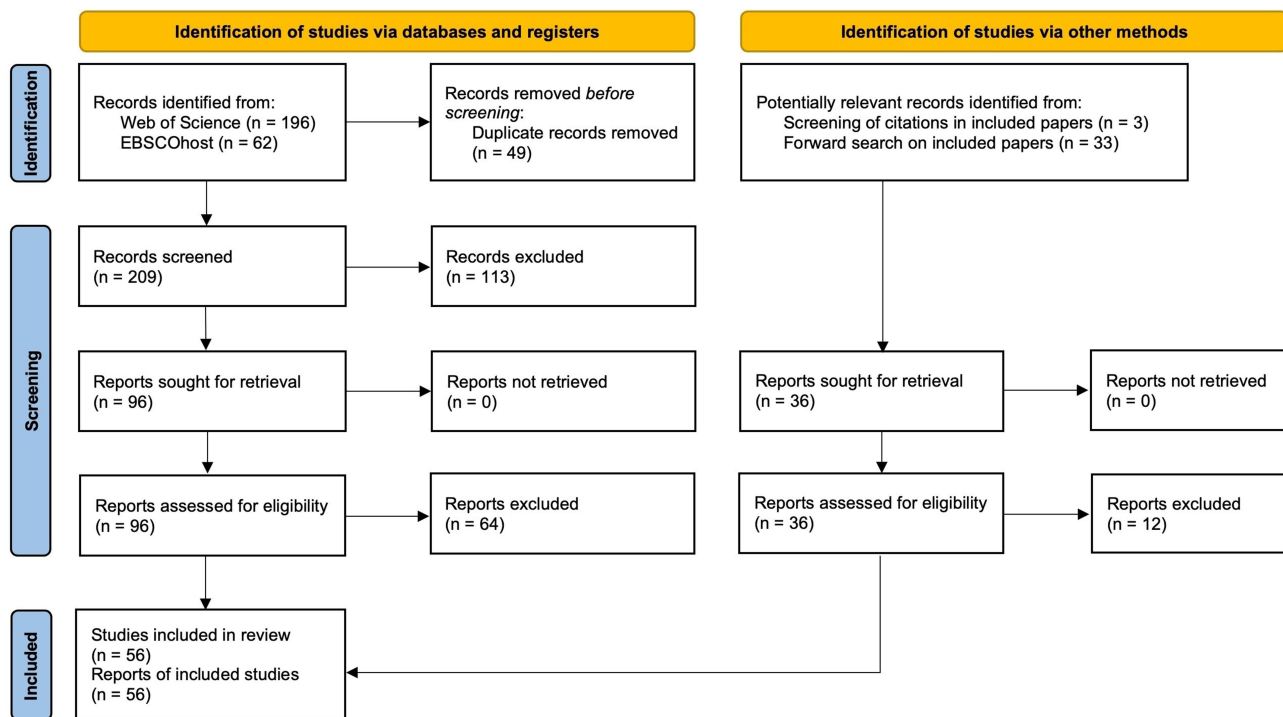 Identification of studies via databases and registers
Identification of studies via other methods
Identification
Records identified from:
Web of Science (n = 196)
EBSCOhost (n = 62)
Records removed before
screening:
Duplicate records removed
(n = 49)
Potentially relevant records identified from:
Screening of citations in included papers (n = 3)
Forward search on included papers (n = 33)
Screening
Records screened
(n = 209)
Records excluded
(n = 113)
Reports sought for retrieval
(n = 96)
Reports not retrieved
(n = 0)
Reports sought for retrieval
(n = 36)
Reports not retrieved
(n = 0)
Reports assessed for eligibility
(n = 96)
Reports excluded
(n = 64)
Reports assessed for eligibility
(n = 36)
Reports excluded
(n = 12)
Included
Studies included in review
(n = 56)
Reports of included studies
(n = 56)